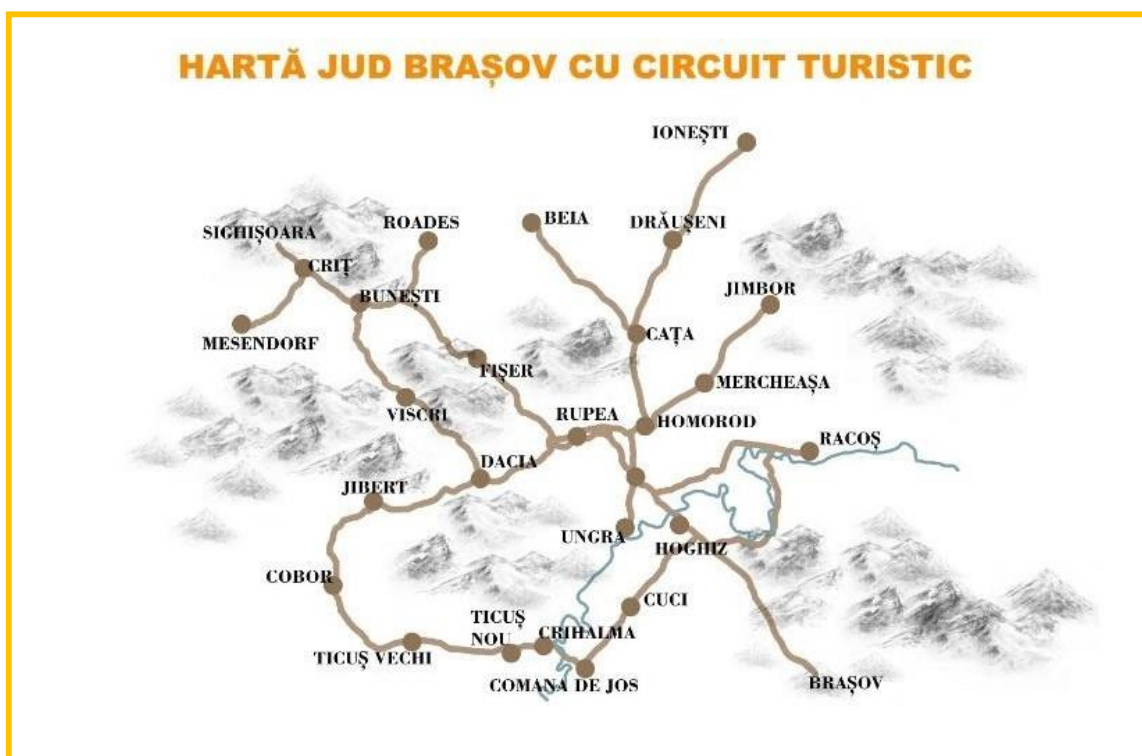 HARTĂ JUD BRAȘOV CU CIRCUIT TURISTIC
IONEȘTI
BEIA
DRĂUȘENI
ROADES
SIGHIȘOARA
CRIȚ
JIMBOR
BUNEȘTI
CAȚA
MESENDORF
FIȘER
MERCHEAȘA
VISCRI
RUPEA
HOMOROD
RACOȘ
DACIA
JIBERT
UNGRA
HOGHIZ
COBOR
CUCI
TICUȘ
NOU
CRIHALMA
TICUȘ VECHI
COMANA DE JOS
BRAȘOV